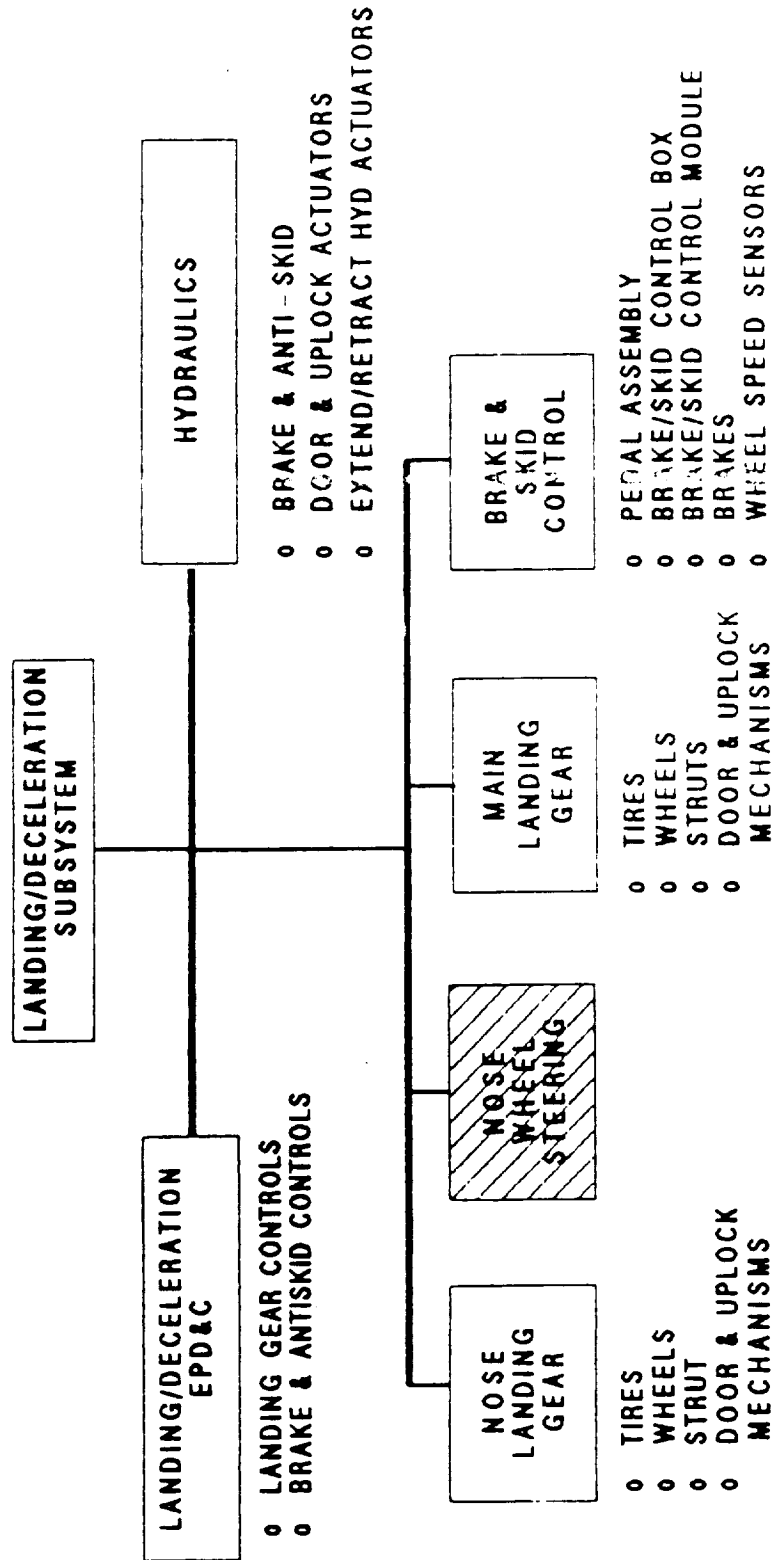 LANDING/DECELERATION
SUBSYSTEM
LANDING/DECELERATION
EPD&C
o LANDING GEAR CONTROLS
o BRAKE & ANTISKID CONTROLS
HYDRAULICS
o BRAKE & ANTI-SKID
o DOOR & UPLOCK ACTUATORS
o EXTEND/RETRACT HYD ACTUATORS
NOSE
LANDING
GEAR
o TIRES
o WHEELS
o STRUT
o DOOR & UPLOCK
MECHANISMS
NOSE
WHEEL
STEERING
MAIN
LANDING
GEAR
o TIRES
o WHEELS
o STRUTS
o DOOR & UPLOCK
MECHANISMS
BRAKE &
SKID
CONTROL
o PEDAL ASSEMBLY
o BRAKE/SKID CONTROL BOX
o BRAKE/SKID CONTROL MODULE
o BRAKES
o WHEEL SPEED SENSORS